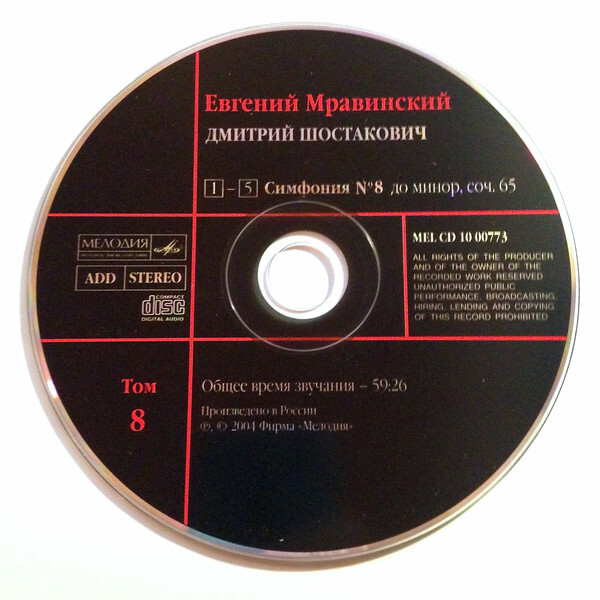 Евгений Мравинский
ДМИТРИЙ ШОСТАКОВИЧ
1 – 5 Симфония №8 до минор, соч. 65
МЕЛОДИЯ
ADD STEREO
COMPACT
disc
DIGITAL AUDIO
MEL CD 10 00773
ALL RIGHTS OF THE PRODUCER
AND OF THE OWNER OF THE
RECORDED WORK RESERVED
UNAUTHORIZED PUBLIC
PERFORMANCE, BROADCASTING,
HIRING, LENDING AND COPYING
OF THIS RECORD PROHIBITED
Том
8
Общее время звучания – 59:26
Произведено в России
℗, © 2004 Фирма «Мелодия»